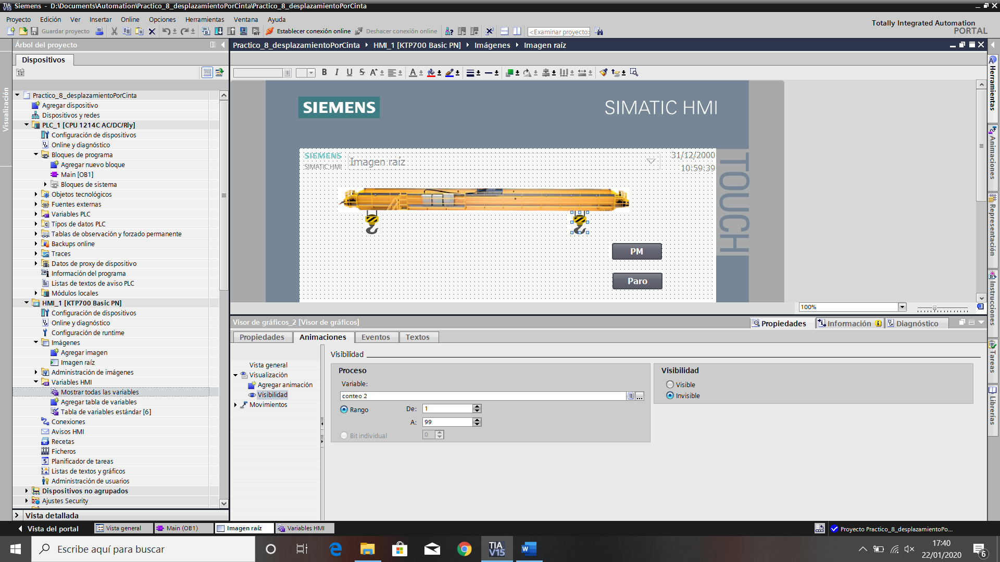 Siemens - D:\Documents\Automation\Practico_8_desplazamientoPorCinta\Practico_8_desplazamientoPorCinta
TIA V15
Proyecto Edición Ver Insertar Online Opciones Herramientas Ventana Ayuda
Totally Integrated Automation
PORTAL
Guardar proyecto
Establecer conexión online
Deshacer conexión online
<Examinar proyecto>
Árbol del proyecto
Practico_8_desplazamientoPorCinta HMI_1 [KTP700 Basic PN] Imágenes Imagen raíz
Dispositivos
Visualización
Practico_8_desplazamientoPorCinta
Agregar dispositivo
Dispositivos y redes
PLC_1 [CPU 1214C AC/DC/Rly]
Configuración de dispositivos
Online y diagnóstico
Bloques de programa
Agregar nuevo bloque
Main [OB1]
Bloques de sistema
Objetos tecnológicos
Fuentes externas
Variables PLC
Tipos de datos PLC
Tablas de observación y forzado permanente
Backups online
Traces
Datos de proxy de dispositivo
Información del programa
Listas de textos de aviso PLC
Módulos locales
HMI_1 [KTP700 Basic PN]
Configuración de dispositivos
Online y diagnóstico
Configuración de runtime
Imágenes
Agregar imagen
Imagen raíz
Administración de imágenes
Variables HMI
Mostrar todas las variables
Agregar tabla de variables
Tabla de variables estándar [6]
Conexiones
Avisos HMI
Recetas
Ficheros
Planificador de tareas
Listas de textos y gráficos
Administración de usuarios
Dispositivos no agrupados
Ajustes Security
Vista detallada
B I U S A A
SIEMENS
SIMATIC HMI
SIEMENS
SIMATIC HMI
Imagen raíz
31/12/2000
10:59:39
TOUCH
PM
Paro
100%
Herramientas
Animaciones
Representación
Instrucciones
Tareas
Librerías
Visor de gráficos_2 [Visor de gráficos]
Propiedades Información Diagnóstico
Propiedades Animaciones Eventos Textos
Vista general
Visualización
Agregar animación
Visibilidad
Movimientos
Visibilidad
Proceso
Variable:
conteo 2
Rango De: 1
A: 99
Bit individual 0
Visibilidad
Visible
Invisible
Vista del portal
Vista general
Main (OB1)
Imagen raíz
Variables HMI
Proyecto Practico_8_desplazamientoPo...
Escribe aquí para buscar
TIA V15
17:40
22/01/2020
6